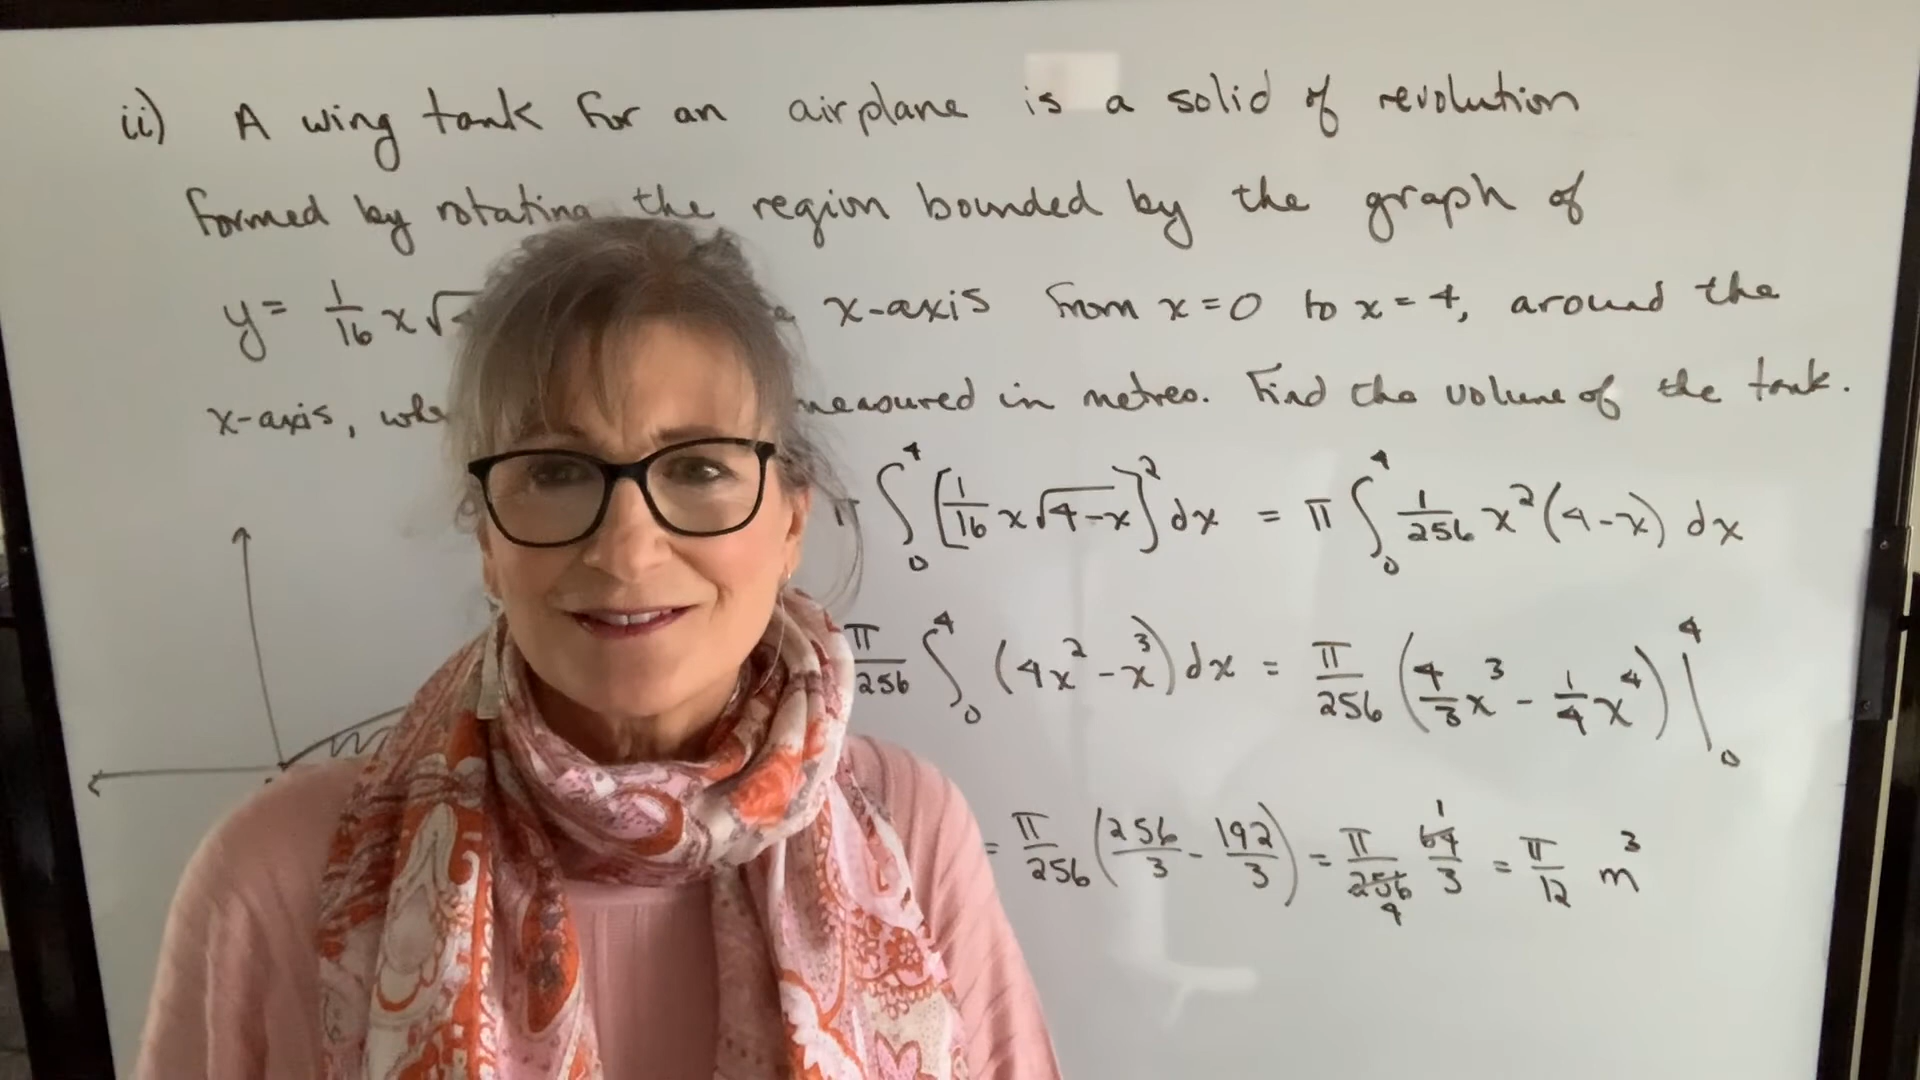 ii) A wing tank for an airplane is a solid of revolution
formed by rotating the region bounded by the graph of
y = 1/16 x√ x-axis from x=0 to x=4, around the
x-axis, measured in metres. Find the volume of the tank.
π ∫₀⁴ [1/16 x√(4-x)]² dx = π ∫₀⁴ 1/256 x²(4-x) dx
π/256 ∫₀⁴ (4x²-x³)dx = π/256 (4/3 x³ - 1/4 x⁴) |₀⁴
= π/256 (256/3 - 192/3) = π/256 4 64/3 1 = π/12 m³